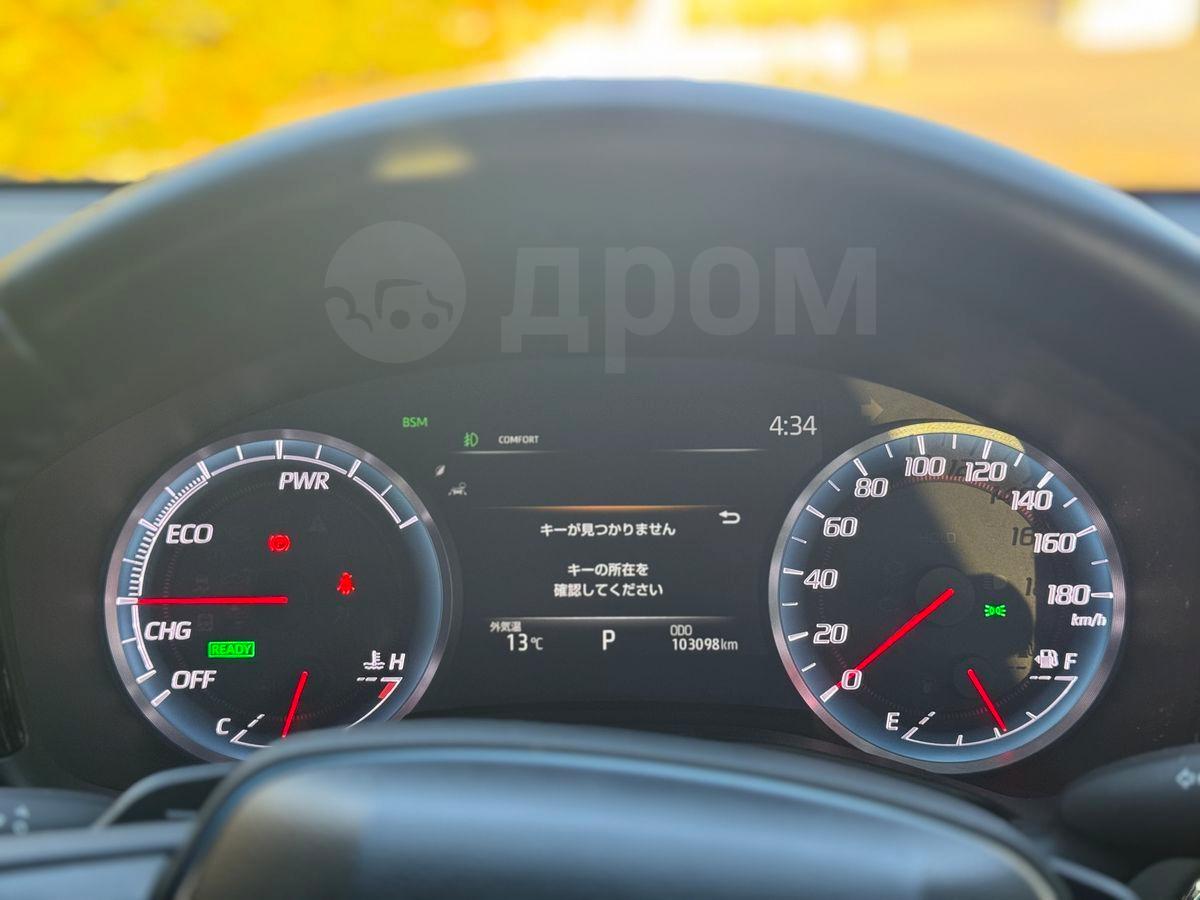 дром
BSM
COMFORT
4:34
PWR
ECO
CHG
OFF
READY
C
H
キーが見つかりません
キーの所在を
確認してください
外気温
13℃
P
ODO
103098km
0
20
40
60
80
100
120
140
160
180
km/h
E
F